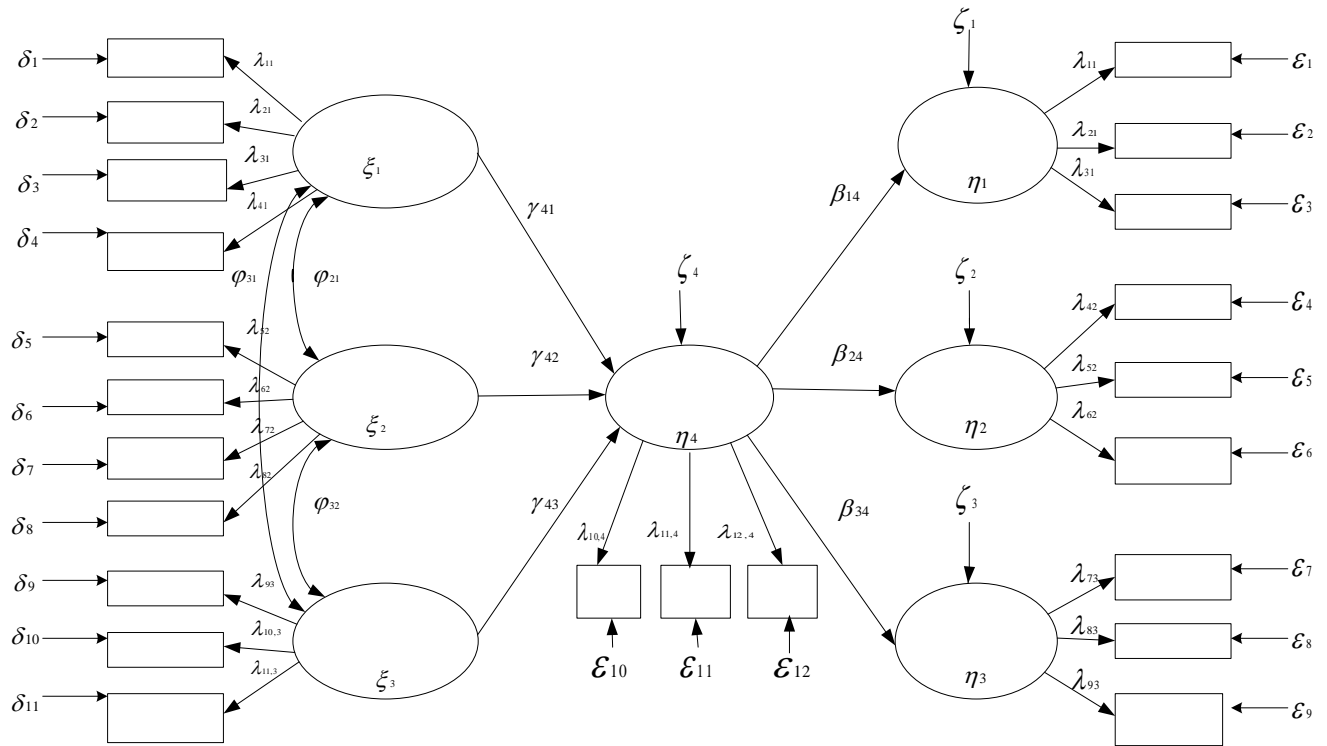 δ1
λ11
δ2
λ21
δ3
λ31
δ4
λ41
ξ1
φ31
φ21
δ5
λ52
δ6
λ62
δ7
λ72
δ8
λ82
ξ2
φ32
δ9
λ93
δ10
λ10,3
δ11
λ11,3
ξ3
γ41
γ42
γ43
ζ4
η4
λ10,4
λ11,4
λ12,4
ε10
ε11
ε12
β14
β24
β34
ζ1
η1
λ11
ε1
λ21
ε2
λ31
ε3
ζ2
η2
λ42
ε4
λ52
ε5
λ62
ε6
ζ3
η3
λ73
ε7
λ83
ε8
λ93
ε9